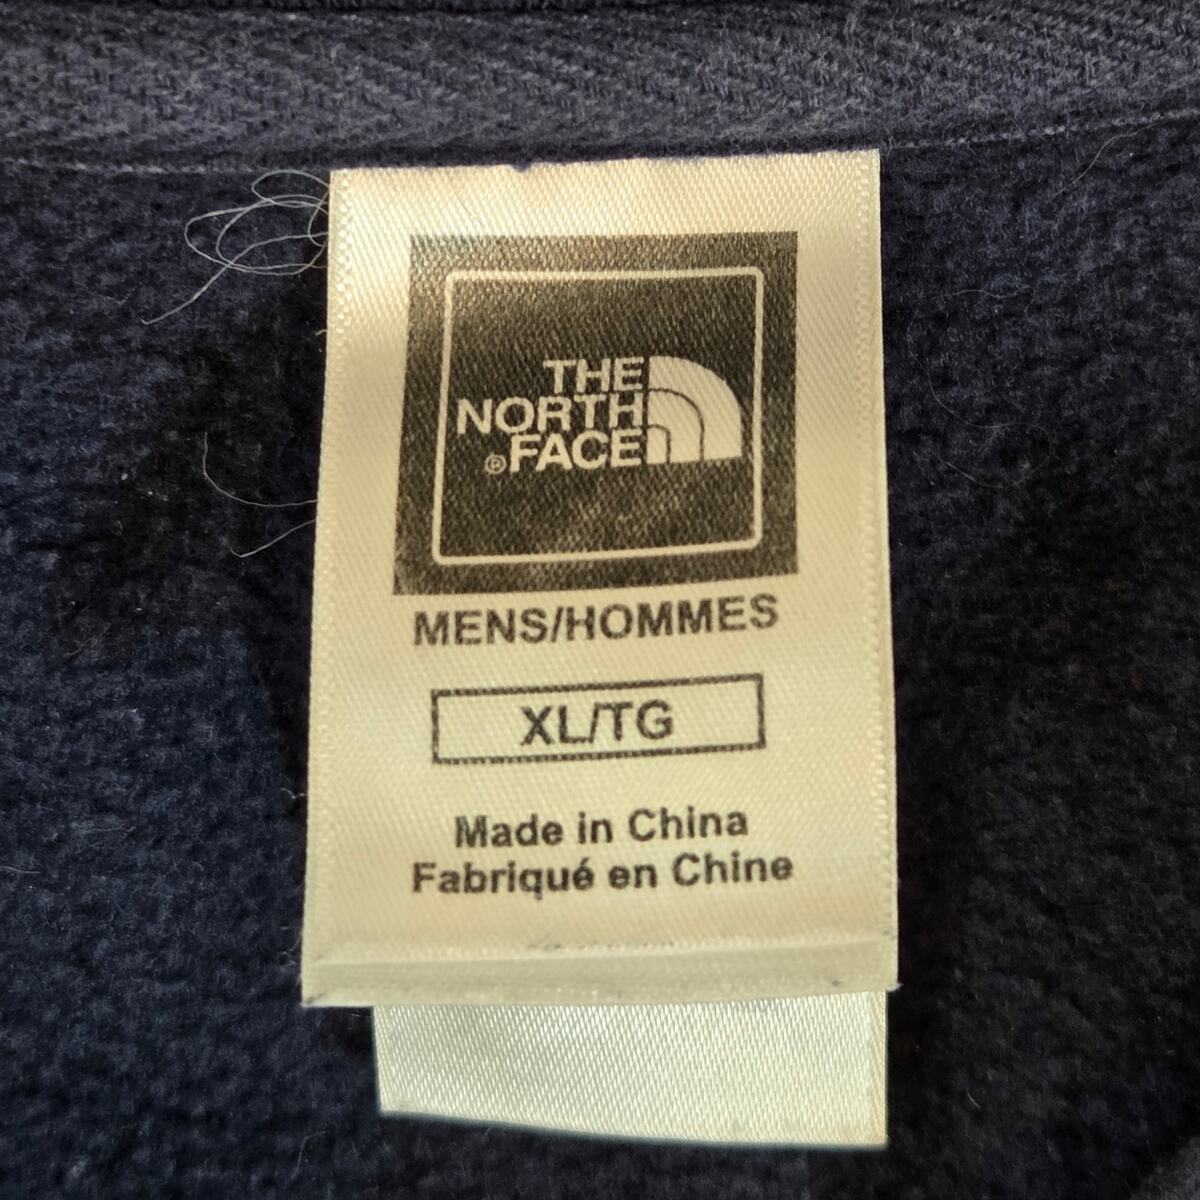 THE
NORTH
®FACE
MENS/HOMMES
XL/TG
Made in China
Fabriqué en Chine